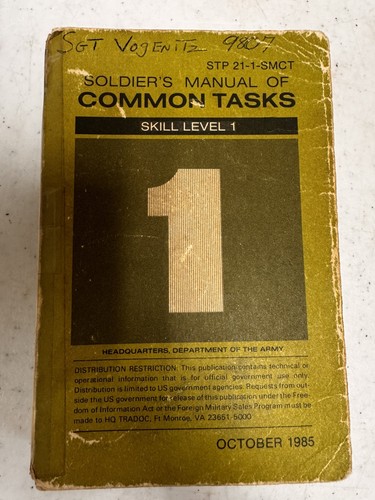 SGT Vogenitz 9807
STP 21-1-SMCT
SOLDIER'S MANUAL OF
COMMON TASKS
SKILL LEVEL 1
1
HEADQUARTERS, DEPARTMENT OF THE ARMY
DISTRIBUTION RESTRICTION: This publication contains technical or
operational information that is for official government use only.
Distribution is limited to US government agencies. Requests from out-
side the US government for release of this publication under the Free-
dom of Information Act or the Foreign Military Sales Program must be
made to HQ TRADOC, Ft Monroe, VA 23651-5000
OCTOBER 1985